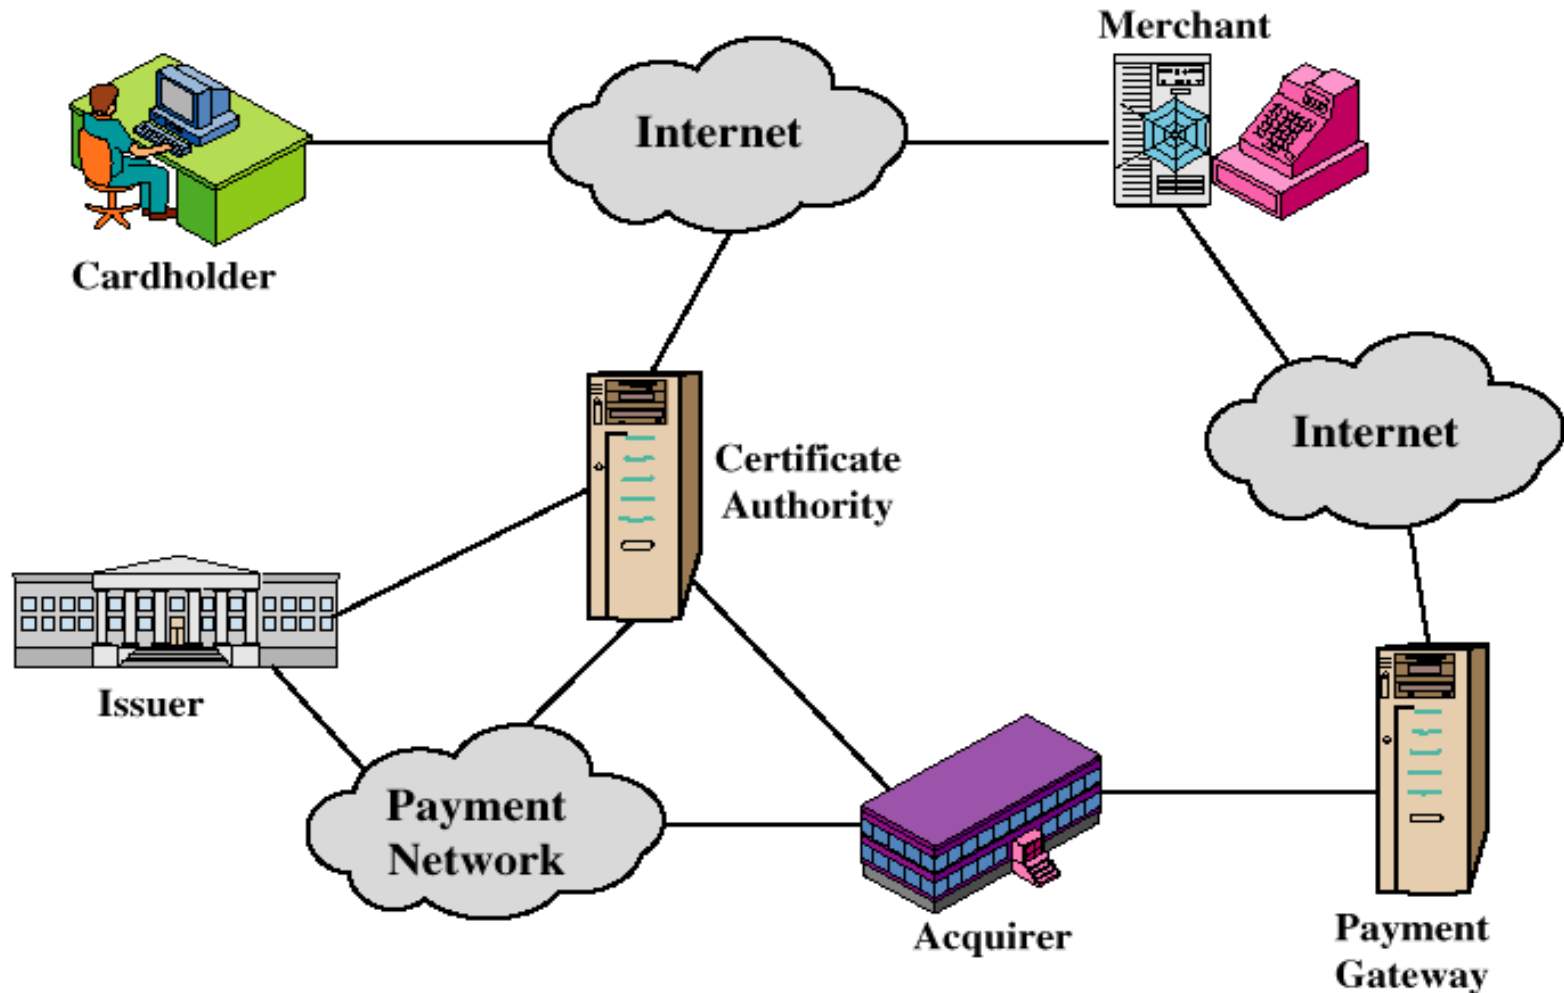 Merchant
Internet
Cardholder
Internet
Certificate
Authority
Issuer
Payment
Network
Acquirer
Payment
Gateway